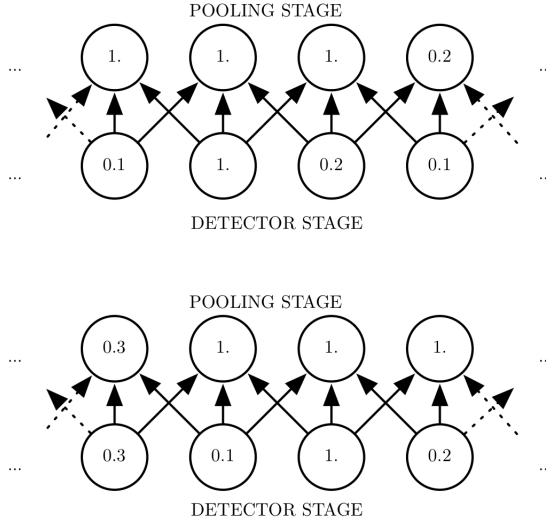 POOLING STAGE
... 1. 1. 1. 0.2 ...
... 0.1 1. 0.2 0.1 ...
DETECTOR STAGE
POOLING STAGE
... 0.3 1. 1. 1. ...
... 0.3 0.1 1. 0.2 ...
DETECTOR STAGE